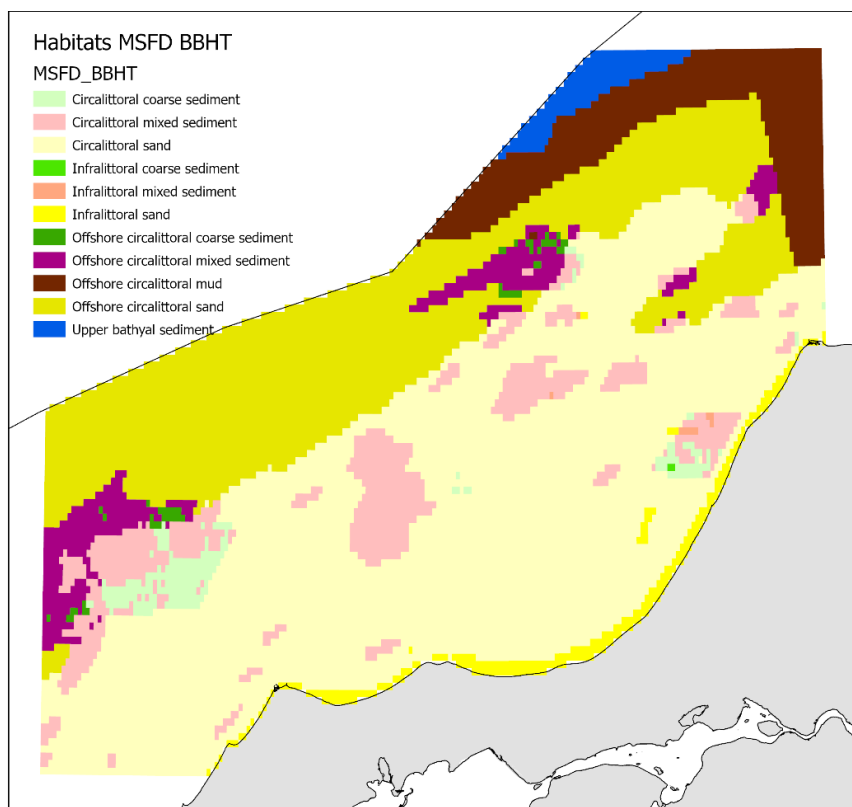 Habitats MSFD BBHT
MSFD_BBHT
Circalittoral coarse sediment
Circalittoral mixed sediment
Circalittoral sand
Infralittoral coarse sediment
Infralittoral mixed sediment
Infralittoral sand
Offshore circalittoral coarse sediment
Offshore circalittoral mixed sediment
Offshore circalittoral mud
Offshore circalittoral sand
Upper bathyal sediment